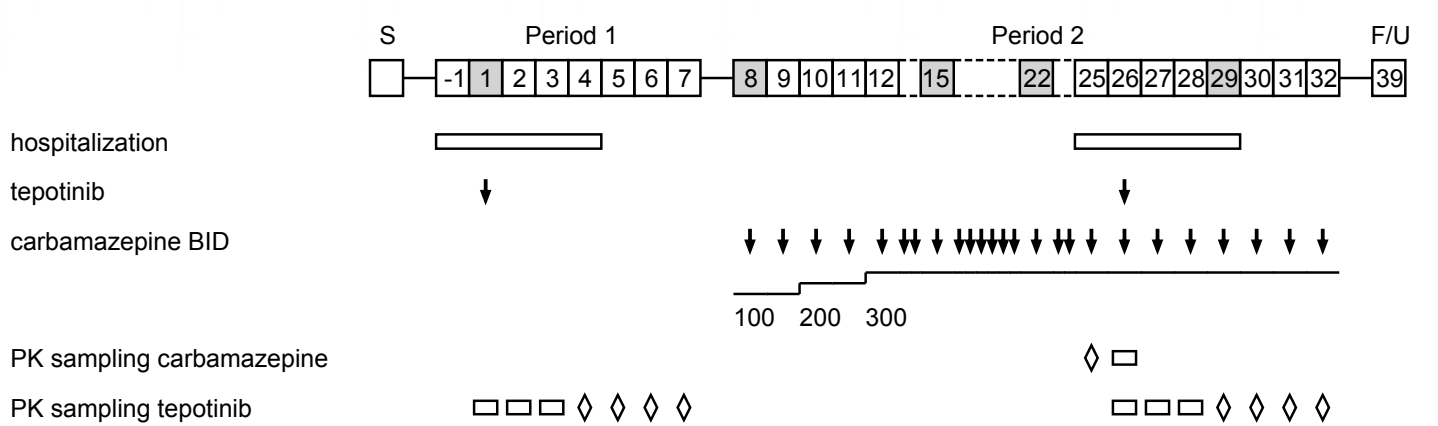 S Period 1 Period 2 F/U
-1 1 2 3 4 5 6 7 8 9 10 11 12 15 22 25 26 27 28 29 30 31 32 39
hospitalization
tepotinib
carbamazepine BID
100 200 300
PK sampling carbamazepine
PK sampling tepotinib